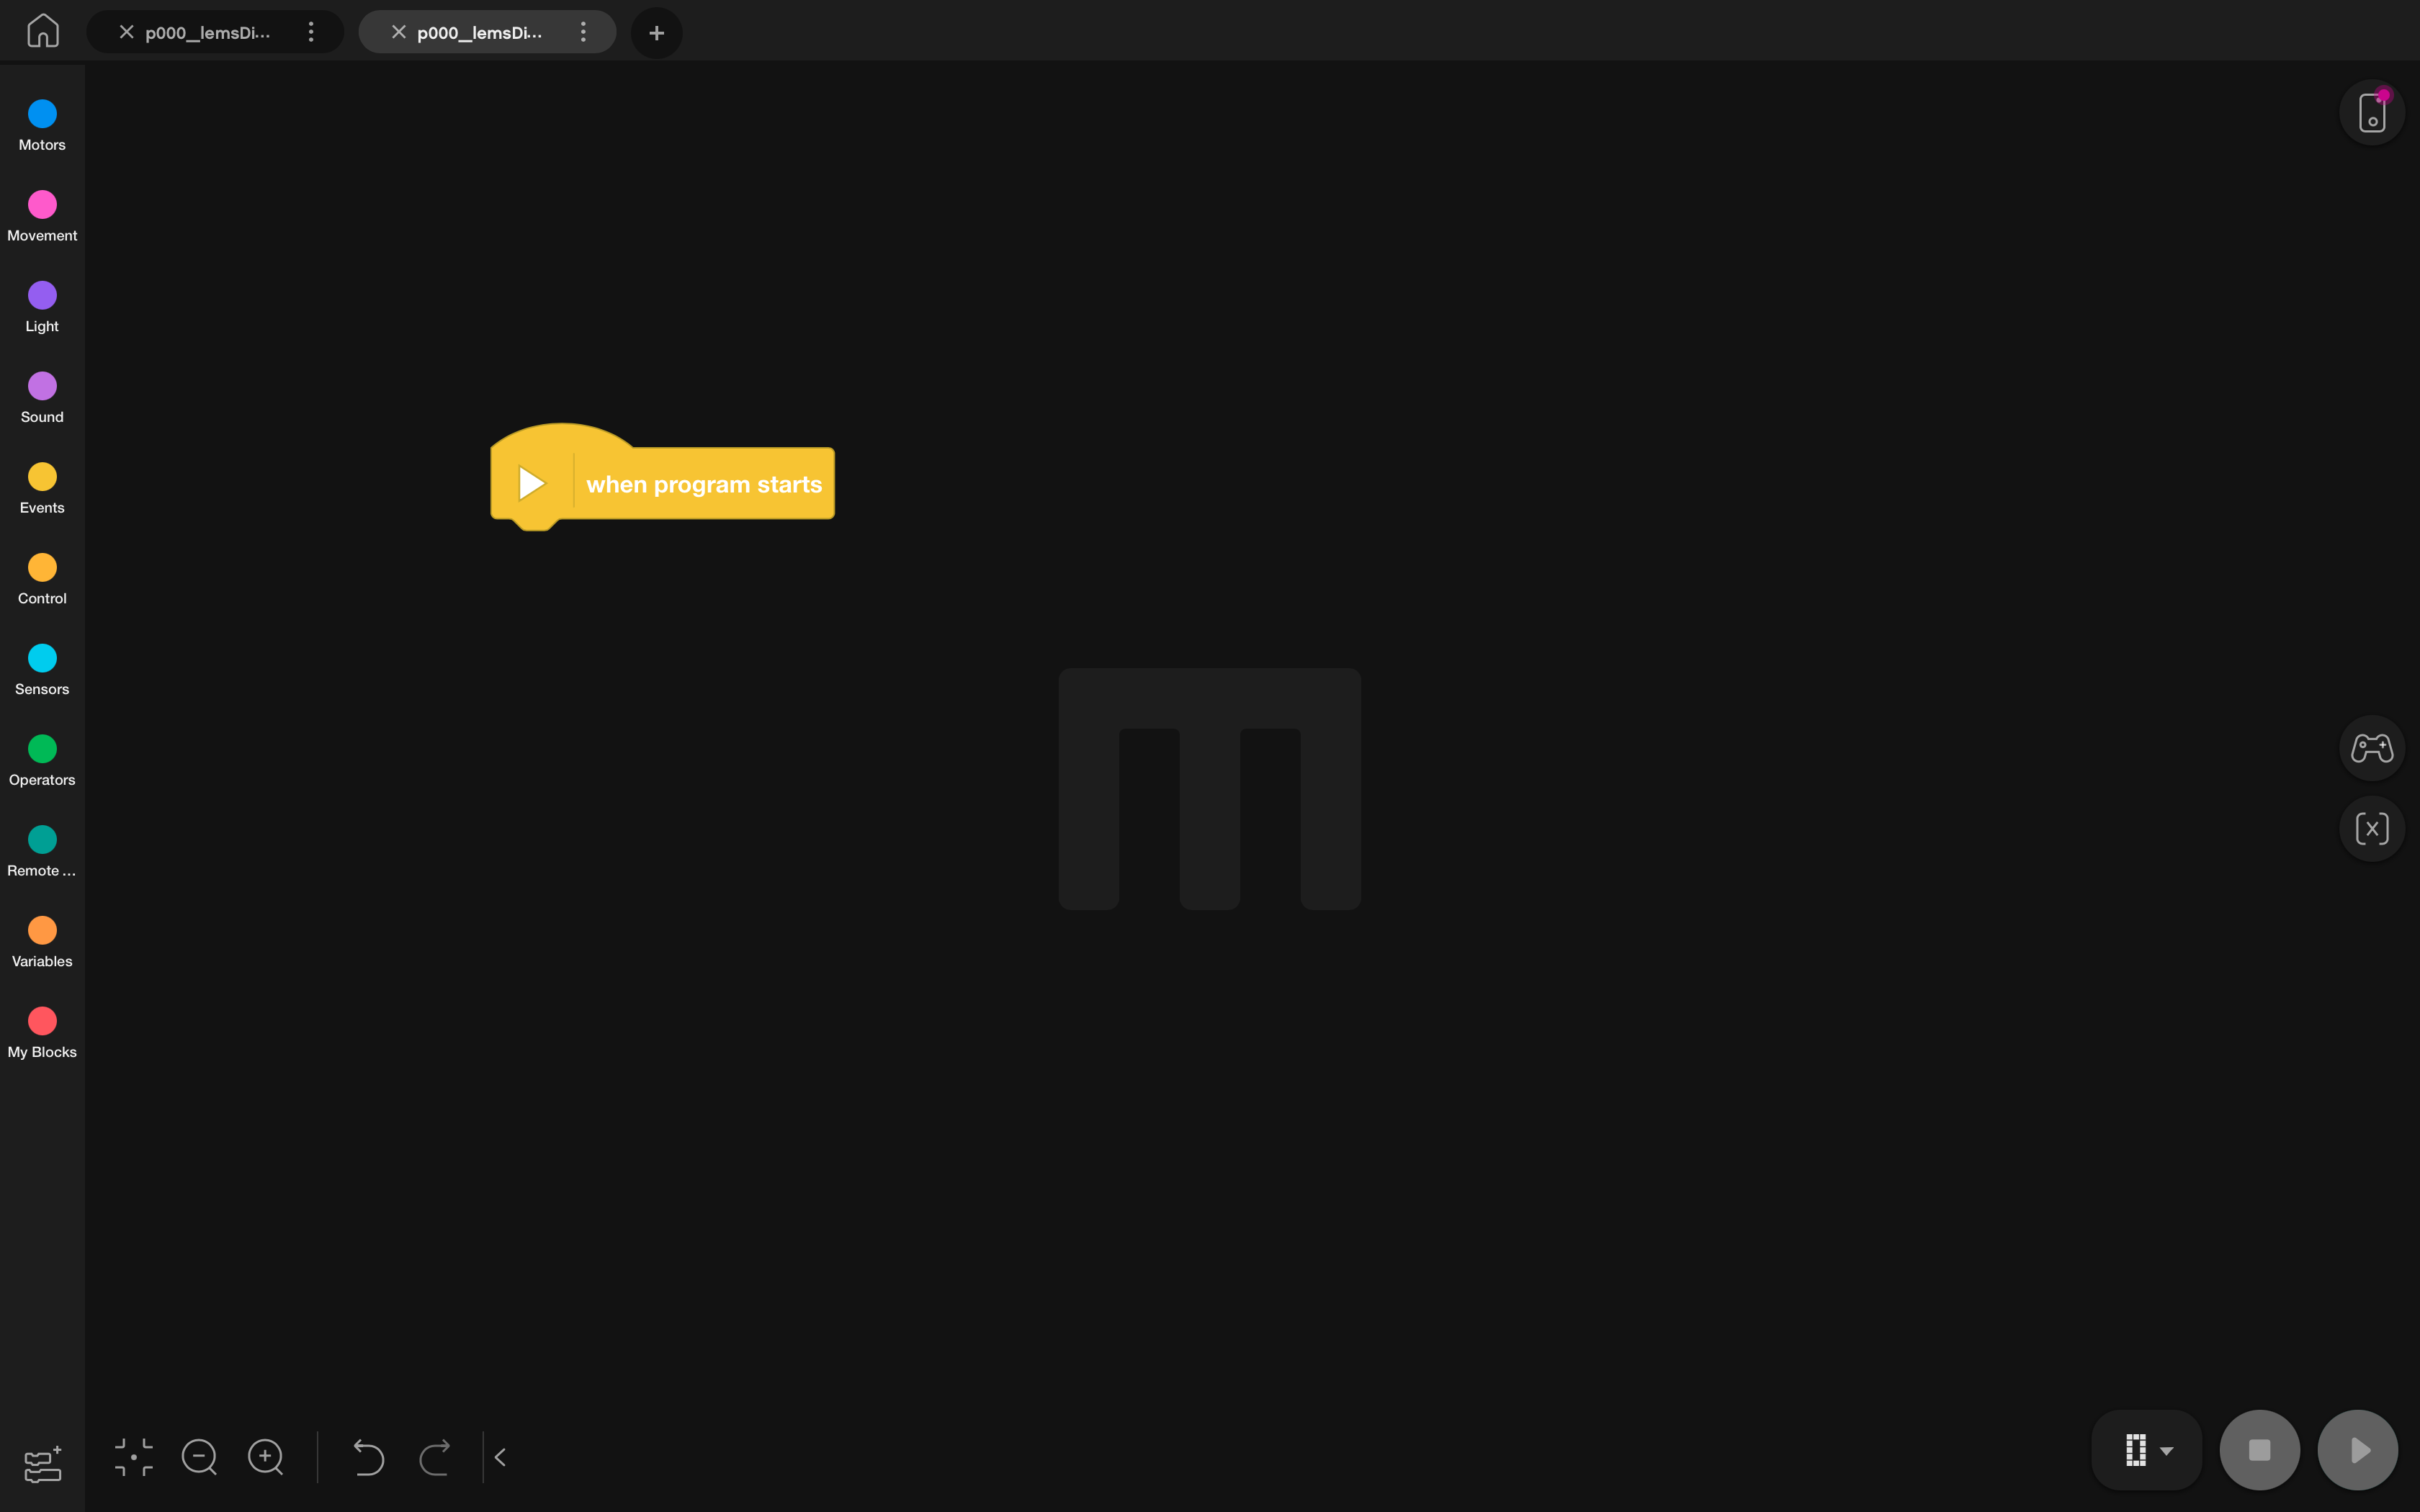 p000_lemsDi...
p000_lemsDi...
Motors
Movement
Light
Sound
Events
when program starts
Control
Sensors
Operators
Remote ...
Variables
My Blocks